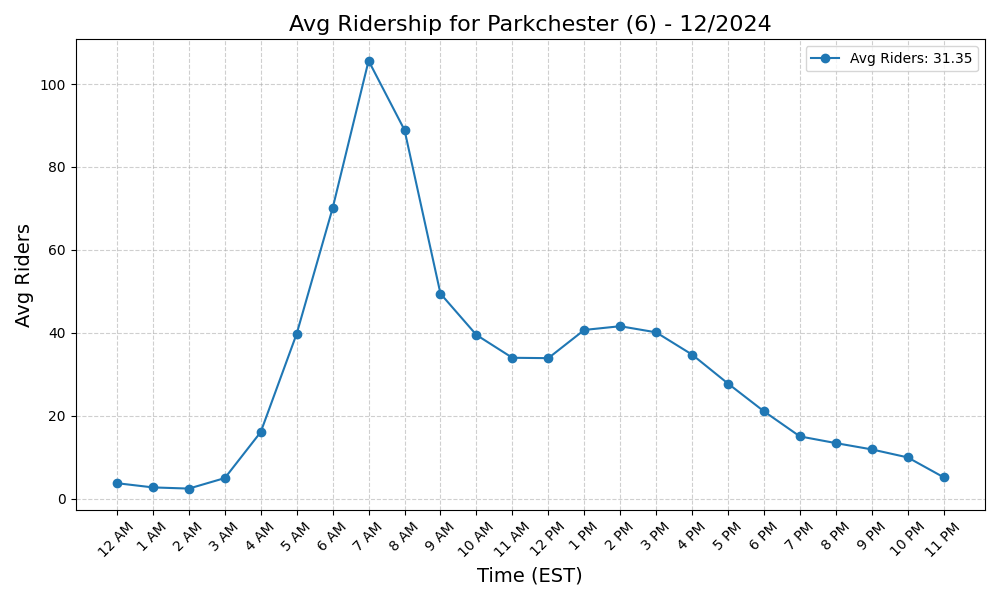 Avg Ridership for Parkchester (6) - 12/2024
Avg Riders: 31.35
Avg Riders
100
80
60
40
20
0
12 AM
1 AM
2 AM
3 AM
4 AM
5 AM
6 AM
7 AM
8 AM
9 AM
10 AM
11 AM
12 PM
1 PM
2 PM
3 PM
4 PM
5 PM
6 PM
7 PM
8 PM
9 PM
10 PM
11 PM
Time (EST)